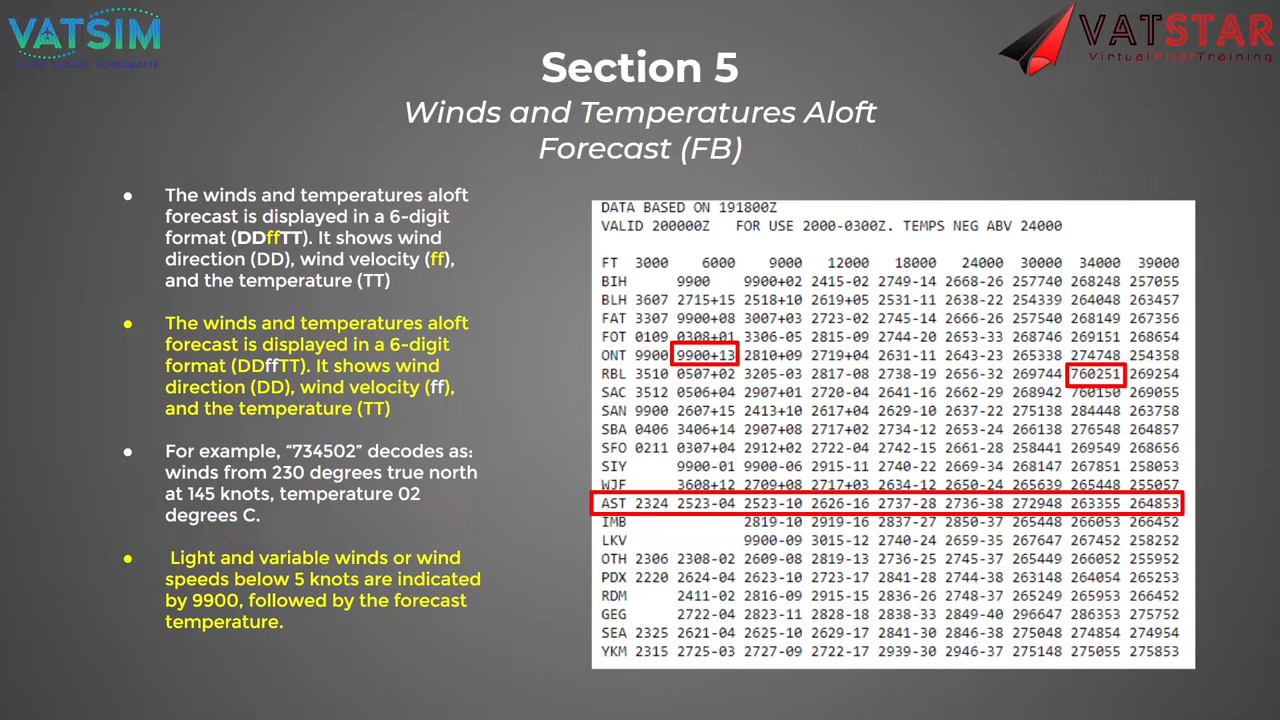 VATSIM
VATSTAR
VirtualPilotTraining
Section 5
Winds and Temperatures Aloft
Forecast (FB)
● The winds and temperatures aloft
forecast is displayed in a 6-digit
format (DDffTT). It shows wind
direction (DD), wind velocity (ff),
and the temperature (TT)
● The winds and temperatures aloft
forecast is displayed in a 6-digit
format (DDffTT). It shows wind
direction (DD), wind velocity (ff),
and the temperature (TT)
● For example, “734502” decodes as:
winds from 230 degrees true north
at 145 knots, temperature 02
degrees C.
● Light and variable winds or wind
speeds below 5 knots are indicated
by 9900, followed by the forecast
temperature.
DATA BASED ON 191800Z
VALID 200000Z FOR USE 2000-0300Z. TEMPS NEG ABV 24000
FT 3000 6000 9000 12000 18000 24000 30000 34000 39000
BIH 9900 9900+02 2415-02 2749-14 2668-26 257740 268248 257055
BLH 3607 2715+15 2518+10 2619+05 2531-11 2638-22 254339 264048 263457
FAT 3307 9900+08 3007+03 2723-02 2745-14 2666-26 257540 268149 267356
FOT 0109 0308+01 3306-05 2815-09 2744-20 2653-33 268746 269151 268654
ONT 9900 9900+13 2810+09 2719+04 2631-11 2643-23 265338 274748 254358
RBL 3510 0507+02 3205-03 2817-08 2738-19 2656-32 269744 760251 269254
SAC 3512 0506+04 2907+01 2720-04 2641-16 2662-29 268942 760150 269055
SAN 9900 2607+15 2413+10 2617+04 2629-10 2637-22 275138 284448 263758
SBA 0406 3406+14 2907+08 2717+02 2734-12 2653-24 266138 276548 264857
SFO 0211 0307+04 2912+02 2722-04 2742-15 2661-28 258441 269549 268656
SIY 9900-01 9900-06 2915-11 2740-22 2669-34 268147 267851 258053
WJF 3608+12 2709+08 2717+03 2634-12 2650-24 265639 265448 255057
AST 2324 2523-04 2523-10 2626-16 2737-28 2736-38 272948 263355 264853
IMB 2819-10 2919-16 2837-27 2850-37 265448 266053 266452
LKV 9900-09 3015-12 2740-24 2659-35 267647 267452 258252
OTH 2306 2308-02 2609-08 2819-13 2736-25 2745-37 265449 266052 255952
PDX 2220 2624-04 2623-10 2723-17 2841-28 2744-38 263148 264054 265253
RDM 2411-02 2816-09 2915-15 2836-26 2748-37 265249 265953 266452
GEG 2722-04 2823-11 2828-18 2838-33 2849-40 296647 286353 275752
SEA 2325 2621-04 2625-10 2629-17 2841-30 2846-38 275048 274854 274954
YKM 2315 2725-03 2727-09 2722-17 2939-30 2946-37 275148 275055 275853